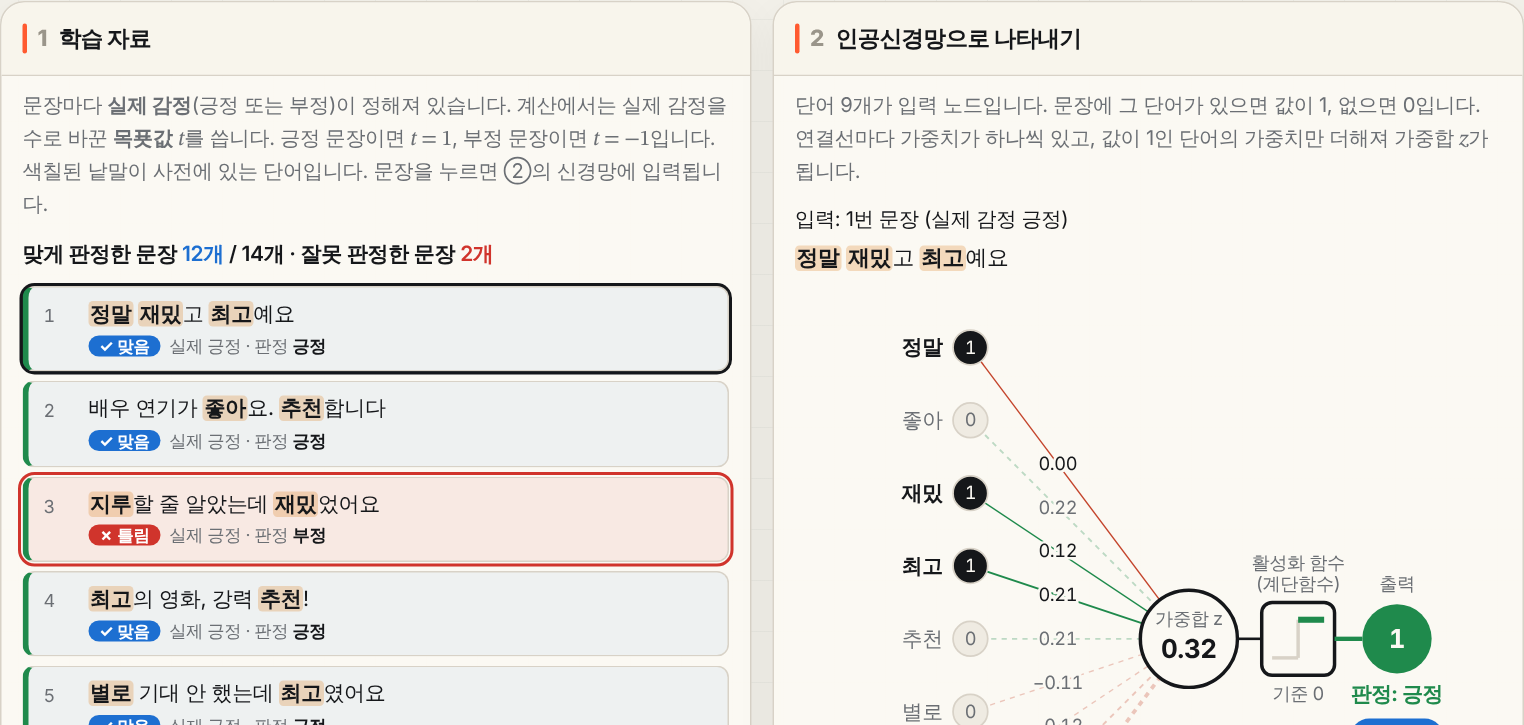 1 학습 자료
문장마다 실제 감정(긍정 또는 부정)이 정해져 있습니다. 계산에서는 실제 감정을
수로 바꾼 목푯값 t를 씁니다. 긍정 문장이면 t = 1, 부정 문장이면 t = −1입니다.
색칠된 낱말이 사전에 있는 단어입니다. 문장을 누르면 ②의 신경망에 입력됩니
다.
맞게 판정한 문장 12개 / 14개 · 잘못 판정한 문장 2개
1 정말 재밌고 최고예요
✓ 맞음 실제 긍정 · 판정 긍정
2 배우 연기가 좋아요. 추천합니다
✓ 맞음 실제 긍정 · 판정 긍정
3 지루할 줄 알았는데 재밌었어요
× 틀림 실제 긍정 · 판정 부정
4 최고의 영화, 강력 추천!
✓ 맞음 실제 긍정 · 판정 긍정
5 별로 기대 안 했는데 최고였어요
2 인공신경망으로 나타내기
단어 9개가 입력 노드입니다. 문장에 그 단어가 있으면 값이 1, 없으면 0입니다.
연결선마다 가중치가 하나씩 있고, 값이 1인 단어의 가중치만 더해져 가중합 z가
됩니다.
입력: 1번 문장 (실제 감정 긍정)
정말 재밌고 최고예요
정말 1
좋아 0
0.00
재밌 1
0.22
0.12
최고 1
0.21
추천 0
0.21
−0.11
별로 0
가중합 z
0.32
활성화 함수
(계단함수)
기준 0
출력
1
판정: 긍정